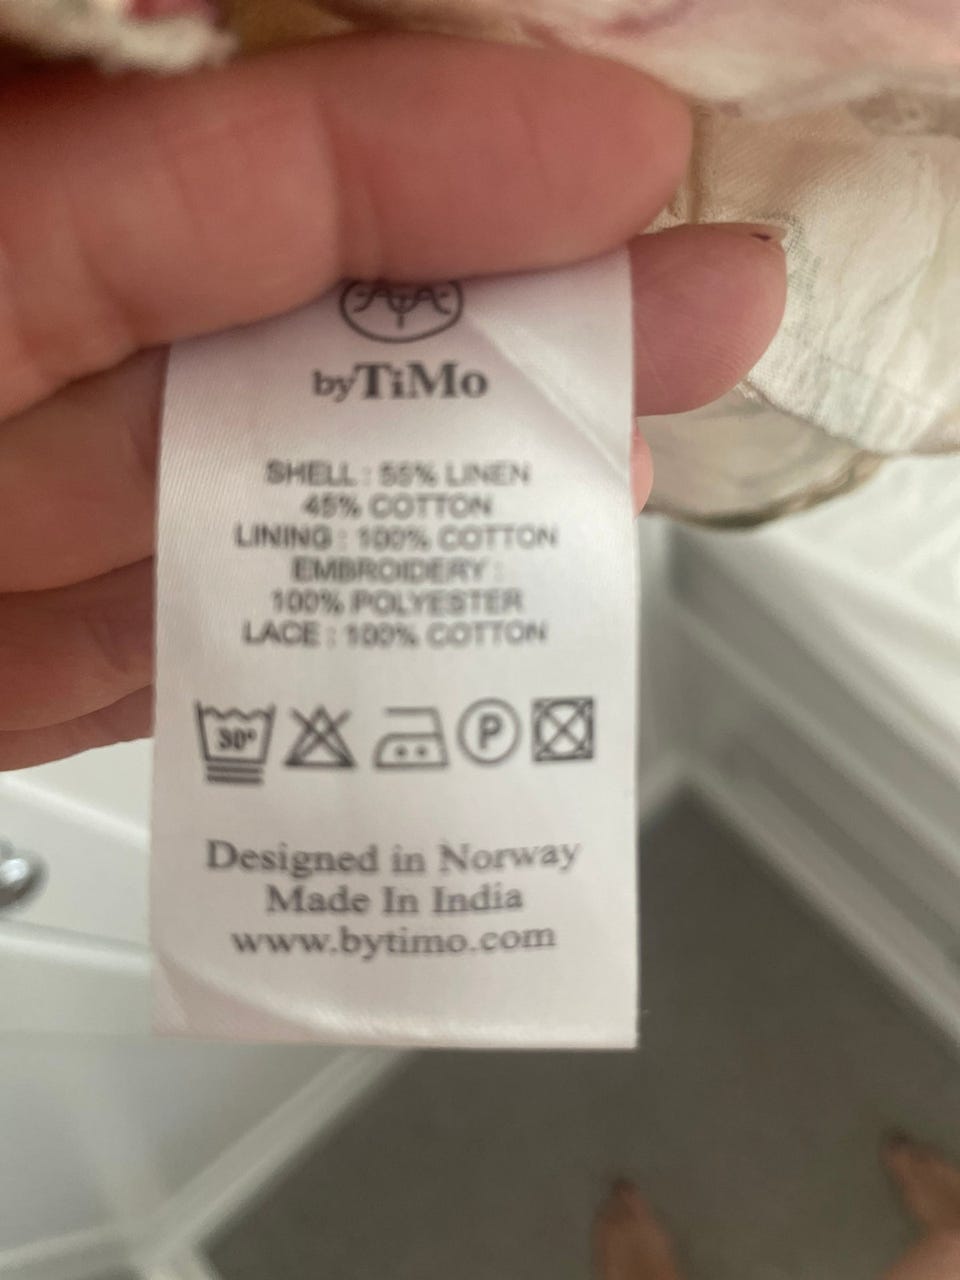 byTiMo
SHELL : 55% LINEN
45% COTTON
LINING : 100% COTTON
EMBROIDERY :
100% POLYESTER
LACE : 100% COTTON
30°
P
Designed in Norway
Made In India
www.bytimo.com